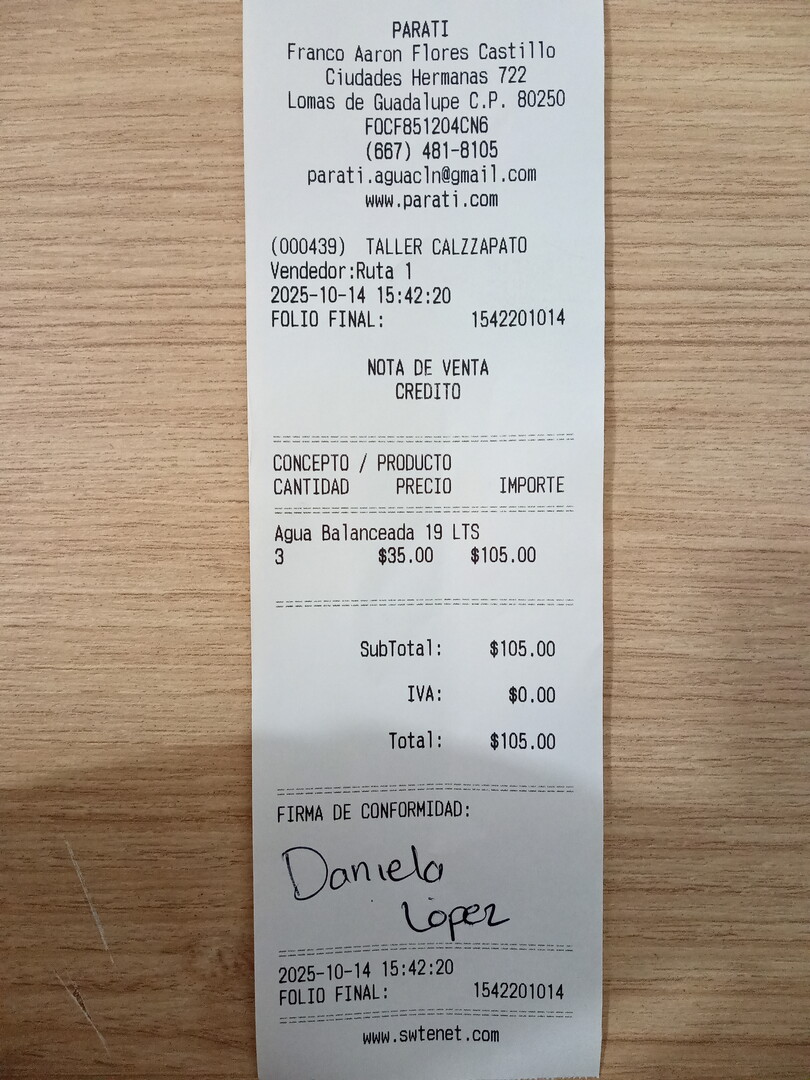 PARATI
Franco Aaron Flores Castillo
Ciudades Hermanas 722
Lomas de Guadalupe C.P. 80250
FOCF851204CN6
(667) 481-8105
parati.aguacln@gmail.com
www.parati.com
(000439) TALLER CALZZAPATO
Vendedor:Ruta 1
2025-10-14 15:42:20
FOLIO FINAL: 1542201014
NOTA DE VENTA
CREDITO
CONCEPTO / PRODUCTO
CANTIDAD PRECIO IMPORTE
Agua Balanceada 19 LTS
3 $35.00 $105.00
SubTotal: $105.00
IVA: $0.00
Total: $105.00
FIRMA DE CONFORMIDAD:
Daniela
López
2025-10-14 15:42:20
FOLIO FINAL: 1542201014
www.swtenet.com